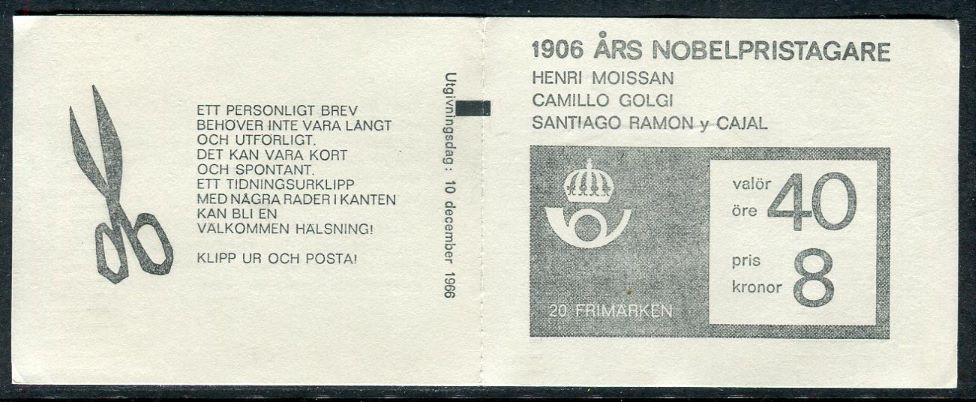 ETT PERSONLIGT BREV
BEHÖVER INTE VARA LÅNGT
OCH UTFÖRLIGT.
DET KAN VARA KORT
OCH SPONTANT.
ETT TIDNINGSURKLIPP
MED NÅGRA RADER I KANTEN
KAN BLI EN
VÄLKOMMEN HÄLSNING!
KLIPP UR OCH POSTA!
Utgivningsdag: 10 december 1966
1906 ÅRS NOBELPRISTAGARE
HENRI MOISSAN
CAMILLO GOLGI
SANTIAGO RAMON y CAJAL
valör
öre 40
pris
kronor 8
20 FRIMÄRKEN